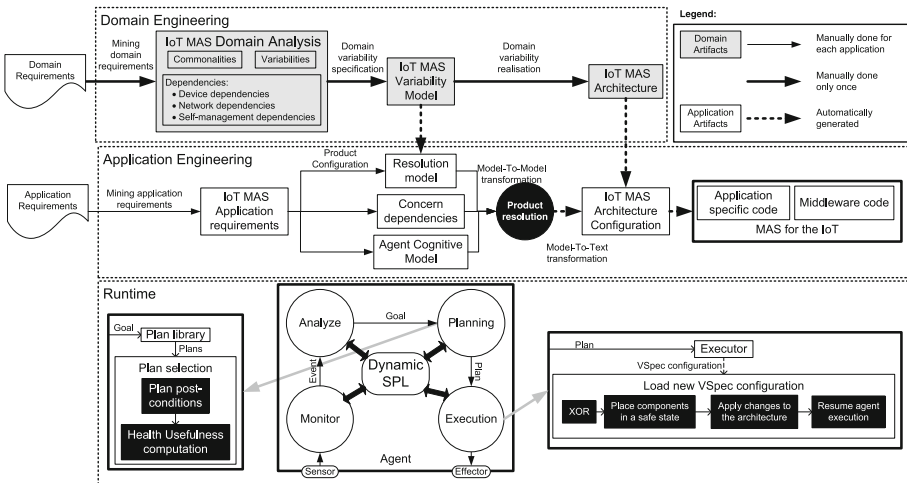 Domain Engineering
Domain
Requirements
Mining
domain
requirements
IoT MAS Domain Analysis
Commonalities
Variabilities
Dependencies:
• Device dependencies
• Network dependencies
• Self-management dependencies
Domain
variability
specification
IoT MAS
Variability
Model
Domain
variability
realisation
IoT MAS
Architecture
Legend:
Domain
Artifacts
Manually done for
each application
Manually done
only once
Application
Artifacts
Automatically
generated
Application Engineering
Application
Requirements
Mining application
requirements
IoT MAS
Application
requirements
Product
Configuration
Resolution
model
Concern
dependencies
Agent Cognitive
Model
Model-To-Model
transformation
Product
resolution
Model-To-Text
transformation
IoT MAS
Architecture
Configuration
Application
specific code
Middleware code
MAS for the IoT
Runtime
Goal
Plan library
Plans
Plan selection
Plan post-
conditions
Health Usefulness
computation
Analyze
Goal
Planning
Event
Dynamic
SPL
Plan
Monitor
Execution
Agent
Sensor
Effector
Plan
Executor
VSpec configuration
Load new VSpec configuration
XOR
Place components
in a safe state
Apply changes to
the architecture
Resume agent
execution